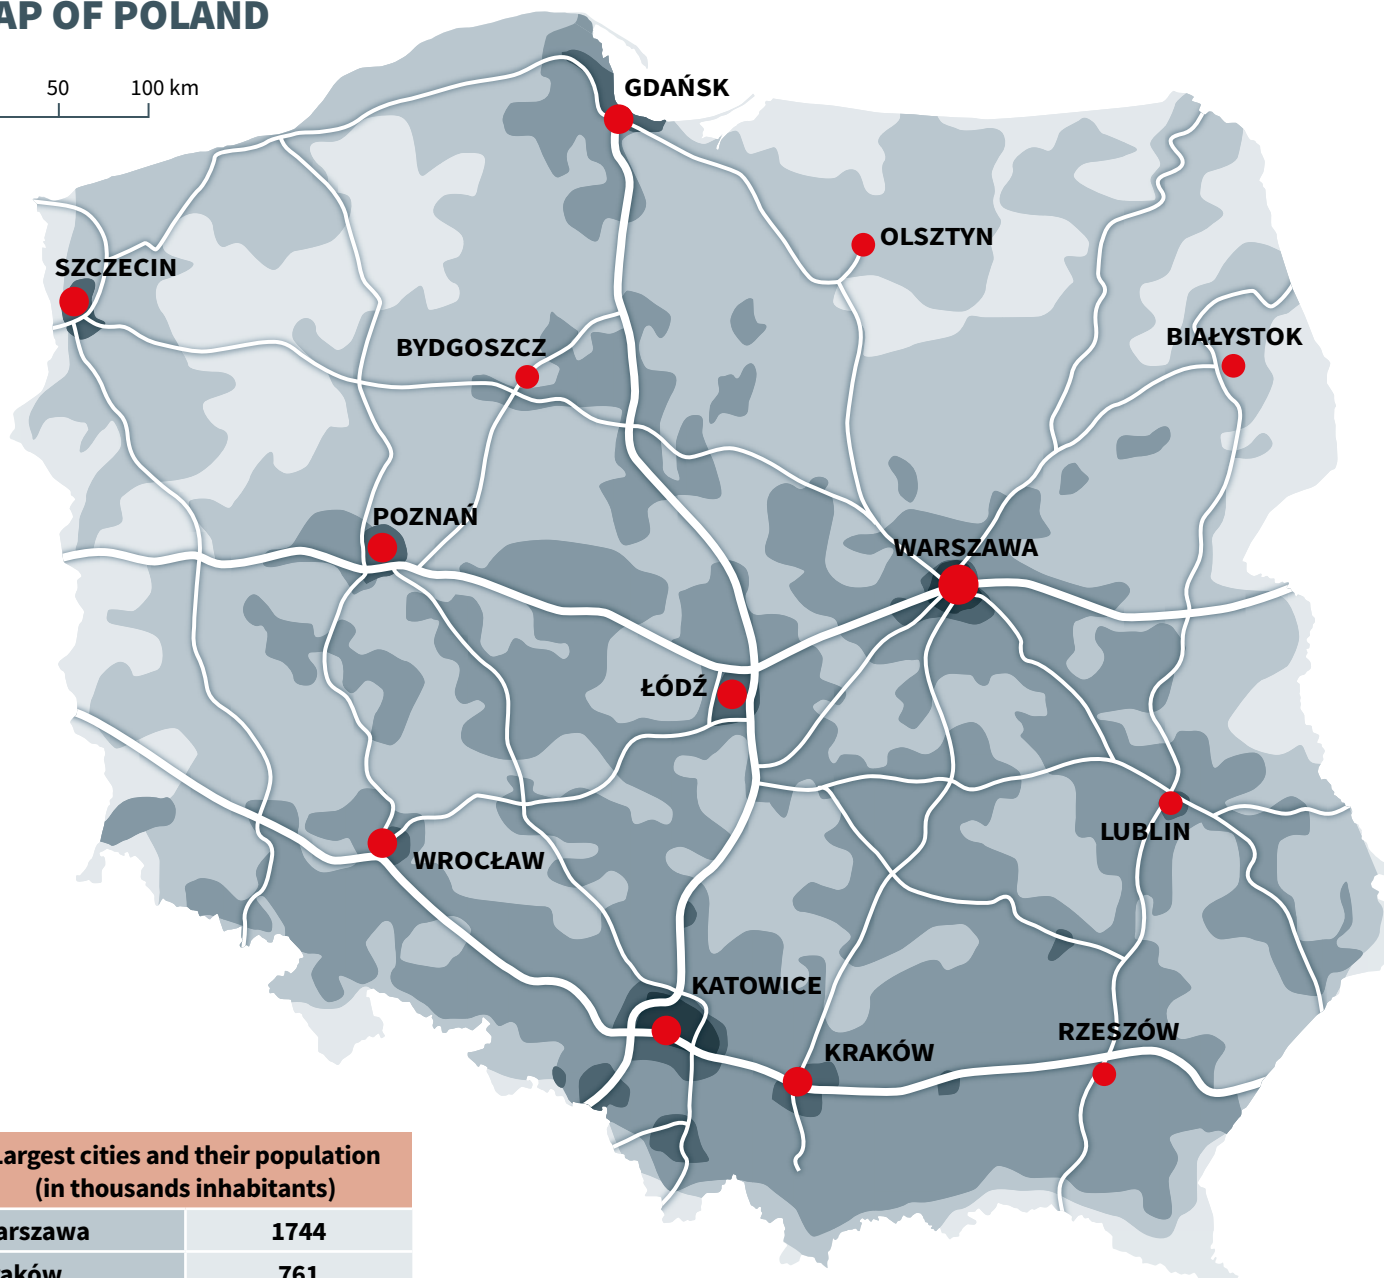 AP OF POLAND
50 100 km
GDAŃSK
OLSZTYN
SZCZECIN
BIAŁYSTOK
BYDGOSZCZ
POZNAŃ
WARSZAWA
ŁÓDŹ
LUBLIN
WROCŁAW
KATOWICE
RZESZÓW
KRAKÓW
argest cities and their population
(in thousands inhabitants)
arszawa 1744
aków 761